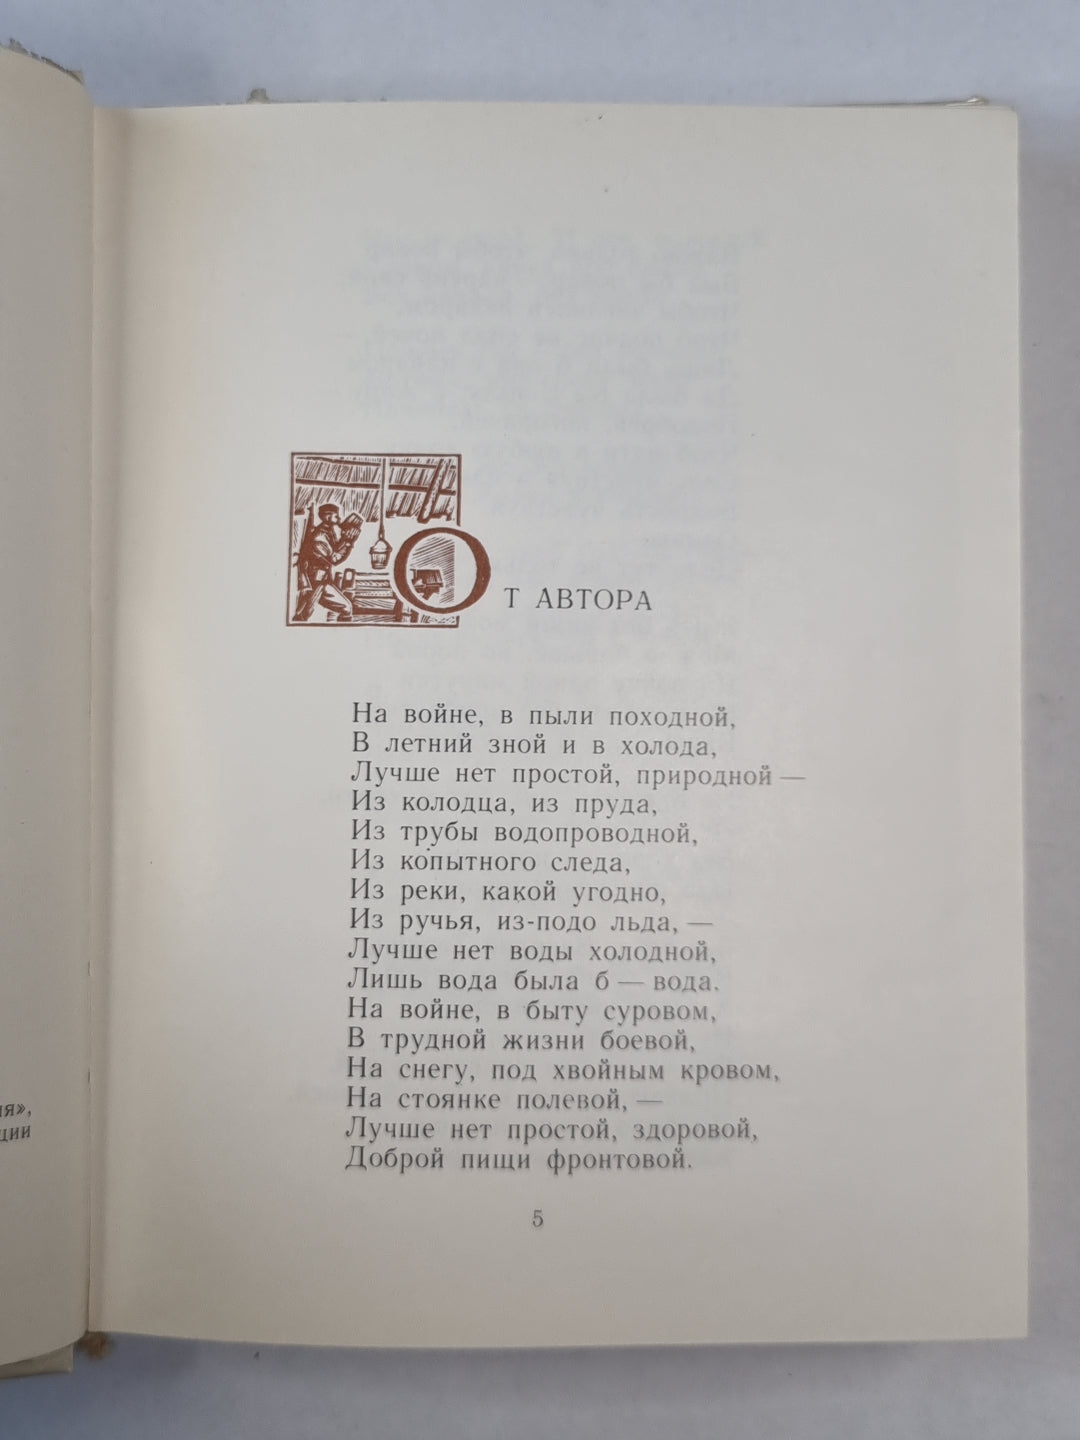 ия»,
ции
ОТ АВТОРА
На войне, в пыли походной,
В летний зной и в холода,
Лучше нет простой, природной —
Из колодца, из пруда,
Из трубы водопроводной,
Из копытного следа,
Из реки, какой угодно,
Из ручья, из-подо льда, —
Лучше нет воды холодной,
Лишь вода была б — вода.
На войне, в быту суровом,
В трудной жизни боевой,
На снегу, под хвойным кровом,
На стоянке полевой, —
Лучше нет простой, здоровой,
Доброй пищи фронтовой.
5